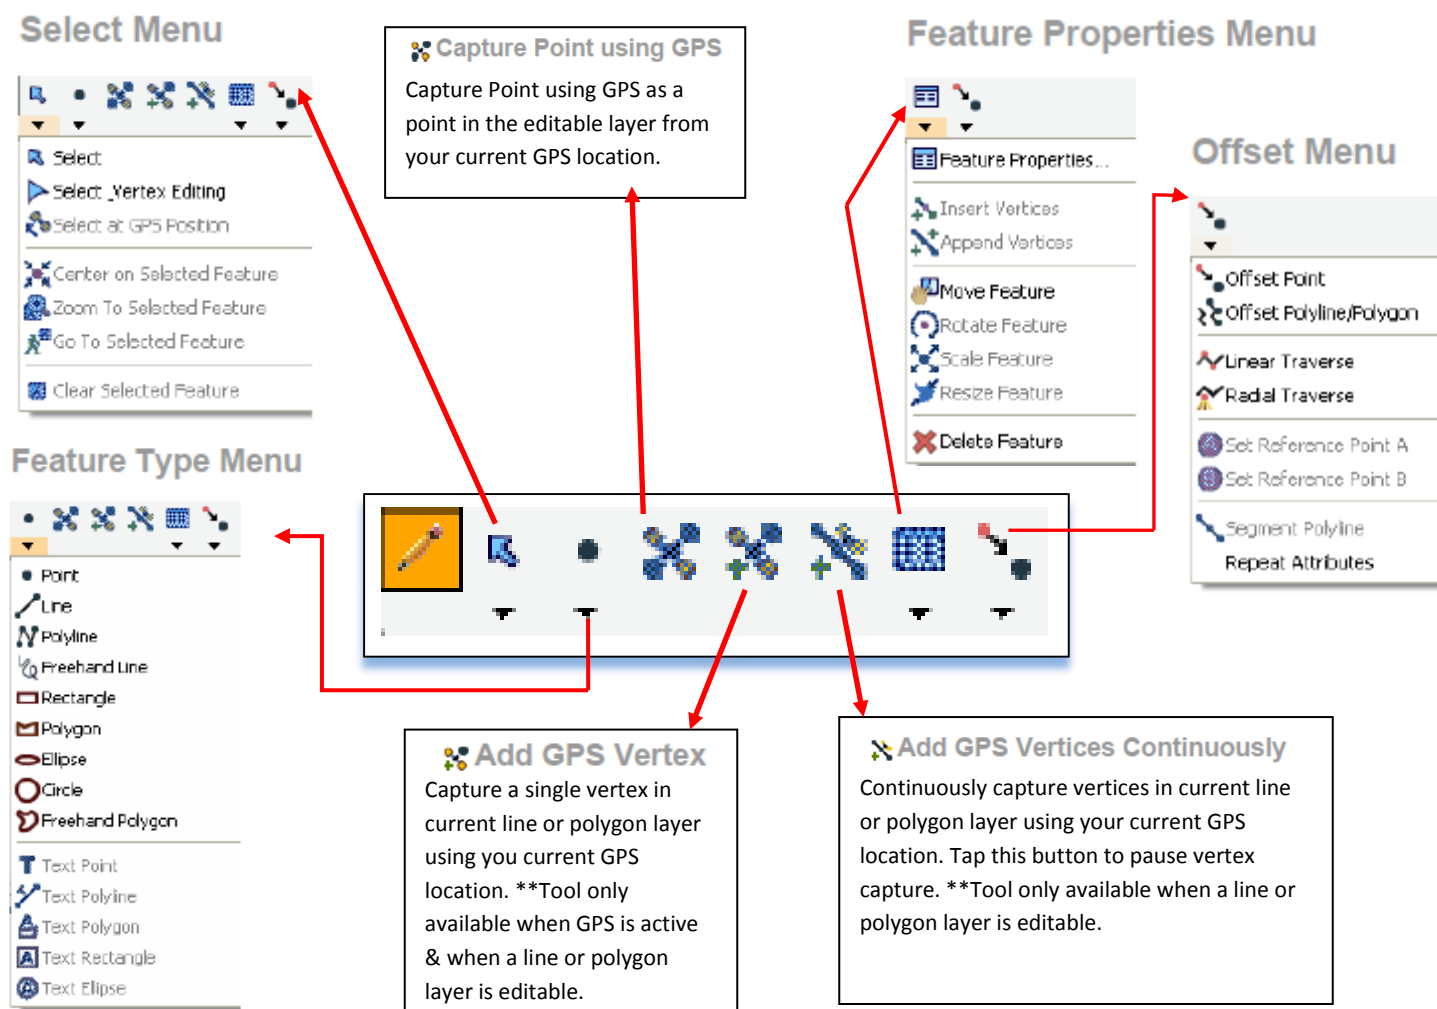 Select Menu
Select
Select _Vertex Editing
Select at GPS Position
Center on Selected Feature
Zoom To Selected Feature
Go To Selected Feature
Clear Selected Feature
Capture Point using GPS
Capture Point using GPS as a
point in the editable layer from
your current GPS location.
Feature Properties Menu
Feature Properties...
Insert Vertices
Append Vertices
Move Feature
Rotate Feature
Scale Feature
Resize Feature
Delete Feature
Offset Menu
Offset Point
Offset Polyline/Polygon
Linear Traverse
Radial Traverse
Set Reference Point A
Set Reference Point B
Segment Polyline
Repeat Attributes
Feature Type Menu
Point
Line
Polyline
Freehand Line
Rectangle
Polygon
Ellipse
Circle
Freehand Polygon
Text Point
Text Polyline
Text Polygon
Text Rectangle
Text Ellipse
Add GPS Vertex
Capture a single vertex in
current line or polygon layer
using you current GPS
location. **Tool only
available when GPS is active
& when a line or polygon
layer is editable.
Add GPS Vertices Continuously
Continuously capture vertices in current line
or polygon layer using your current GPS
location. Tap this button to pause vertex
capture. **Tool only available when a line or
polygon layer is editable.